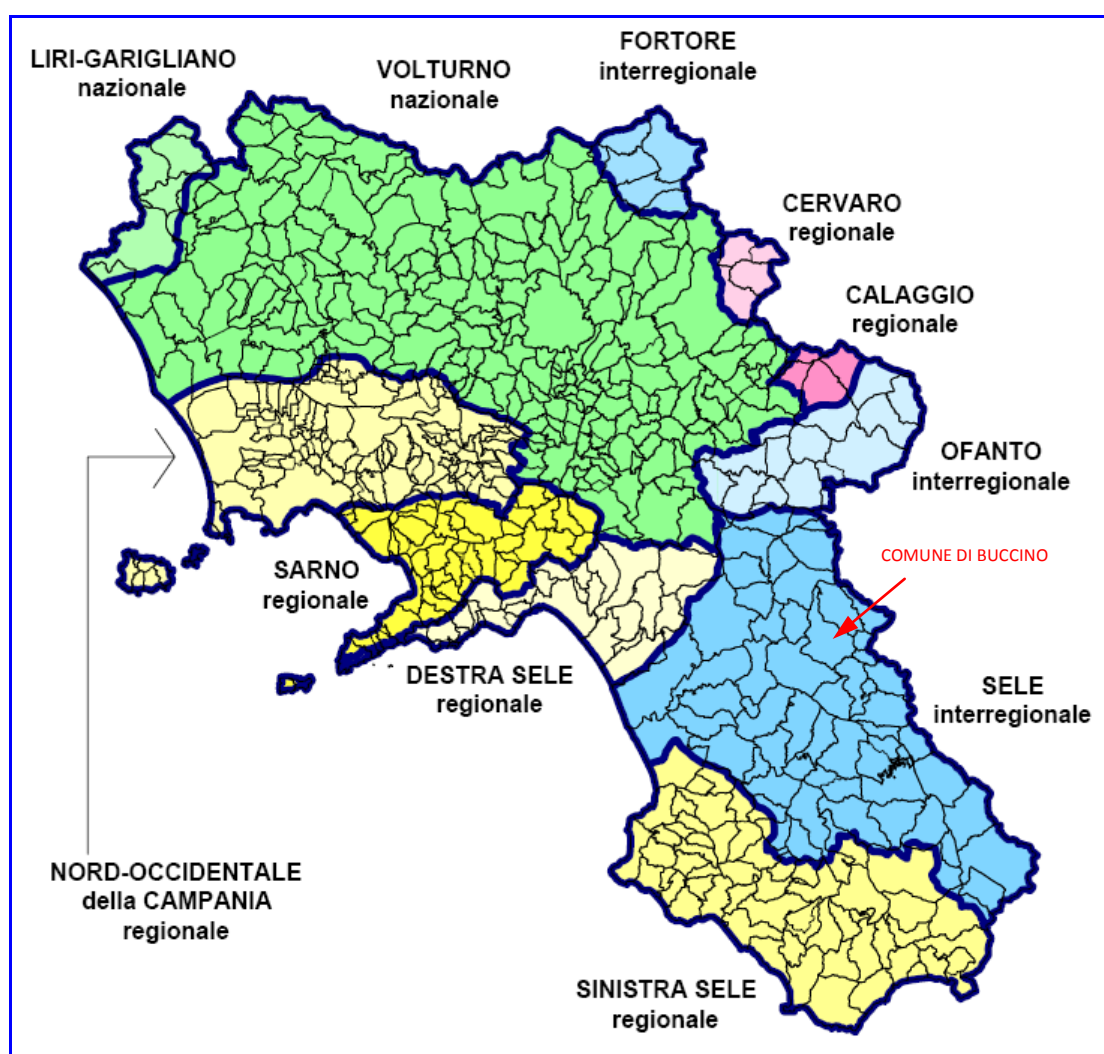 LIRI-GARIGLIANO
nazionale
VOLTURNO
nazionale
FORTORE
interregionale
CERVARO
regionale
CALAGGIO
regionale
OFANTO
interregionale
COMUNE DI BUCCINO
SARNO
regionale
DESTRA SELE
regionale
SELE
interregionale
NORD-OCCIDENTALE
della CAMPANIA
regionale
SINISTRA SELE
regionale